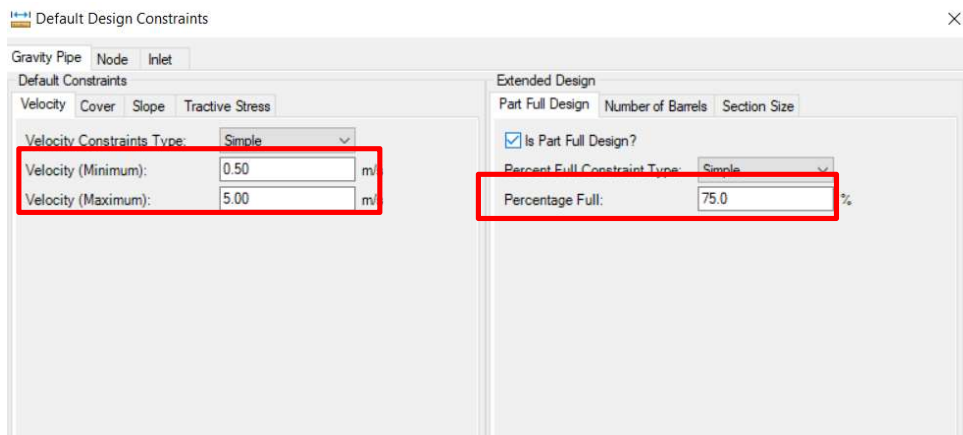 Default Design Constraints
Gravity Pipe Node Inlet
Default Constraints
Velocity Cover Slope Tractive Stress
Velocity Constraints Type: Simple
Velocity (Minimum): 0.50 m/s
Velocity (Maximum): 5.00 m/s
Extended Design
Part Full Design Number of Barrels Section Size
Is Part Full Design?
Percent Full Constraint Type: Simple
Percentage Full: 75.0 %